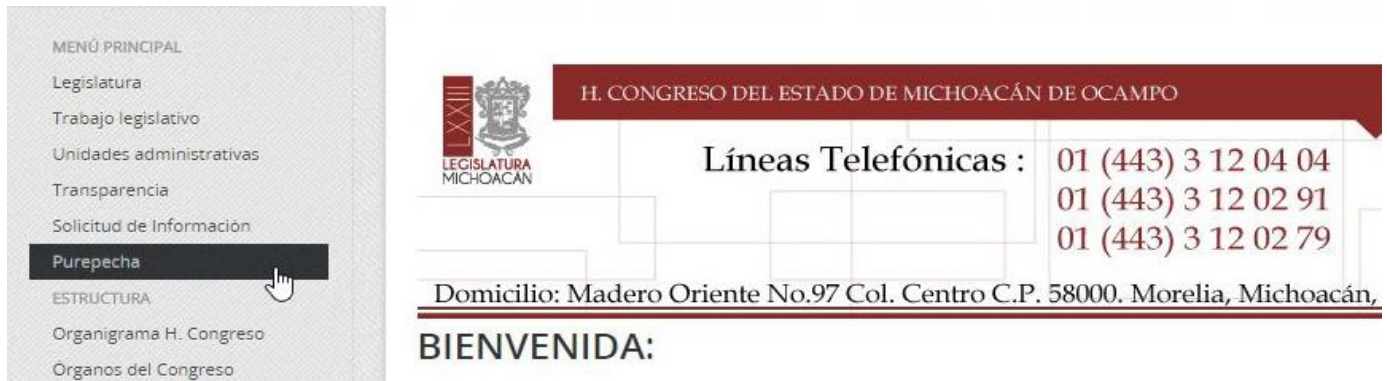 MENÚ PRINCIPAL
Legislatura
Trabajo legislativo
Unidades administrativas
Transparencia
Solicitud de Información
Purepecha
ESTRUCTURA
Organigrama H. Congreso
Órganos del Congreso
LXXIII
LEGISLATURA
MICHOACÁN
H. CONGRESO DEL ESTADO DE MICHOACÁN DE OCAMPO
Líneas Telefónicas : 01 (443) 3 12 04 04
01 (443) 3 12 02 91
01 (443) 3 12 02 79
Domicilio: Madero Oriente No.97 Col. Centro C.P. 58000. Morelia, Michoacán,
BIENVENIDA: